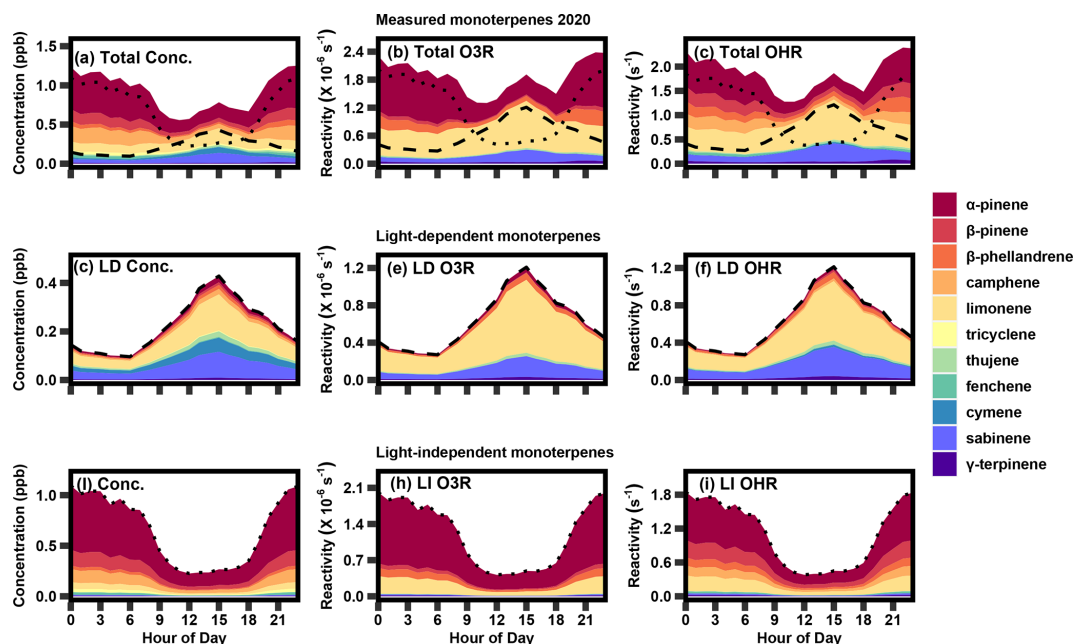 Measured monoterpenes 2020
Concentration (ppb)
1.5
1.0
0.5
0.0
(a) Total Conc.
Reactivity (X 10⁻⁶ s⁻¹)
2.4
1.8
1.2
0.6
0.0
(b) Total O3R
Reactivity (s⁻¹)
2.0
1.5
1.0
0.5
0.0
(c) Total OHR
Light-dependent monoterpenes
Concentration (ppb)
0.4
0.2
0.0
(c) LD Conc.
Reactivity (X 10⁻⁶ s⁻¹)
1.2
0.8
0.4
0.0
(e) LD O3R
Reactivity (s⁻¹)
1.2
0.8
0.4
0.0
(f) LD OHR
Light-independent monoterpenes
Concentration (ppb)
1.0
0.5
0.0
(l) Conc.
0 3 6 9 12 15 18 21
Hour of Day
Reactivity (X 10⁻⁶ s⁻¹)
2.1
1.4
0.7
0.0
(h) LI O3R
0 3 6 9 12 15 18 21
Hour of Day
Reactivity (s⁻¹)
1.8
1.2
0.6
0.0
(i) LI OHR
0 3 6 9 12 15 18 21
Hour of Day
α-pinene
β-pinene
β-phellandrene
camphene
limonene
tricyclene
thujene
fenchene
cymene
sabinene
γ-terpinene